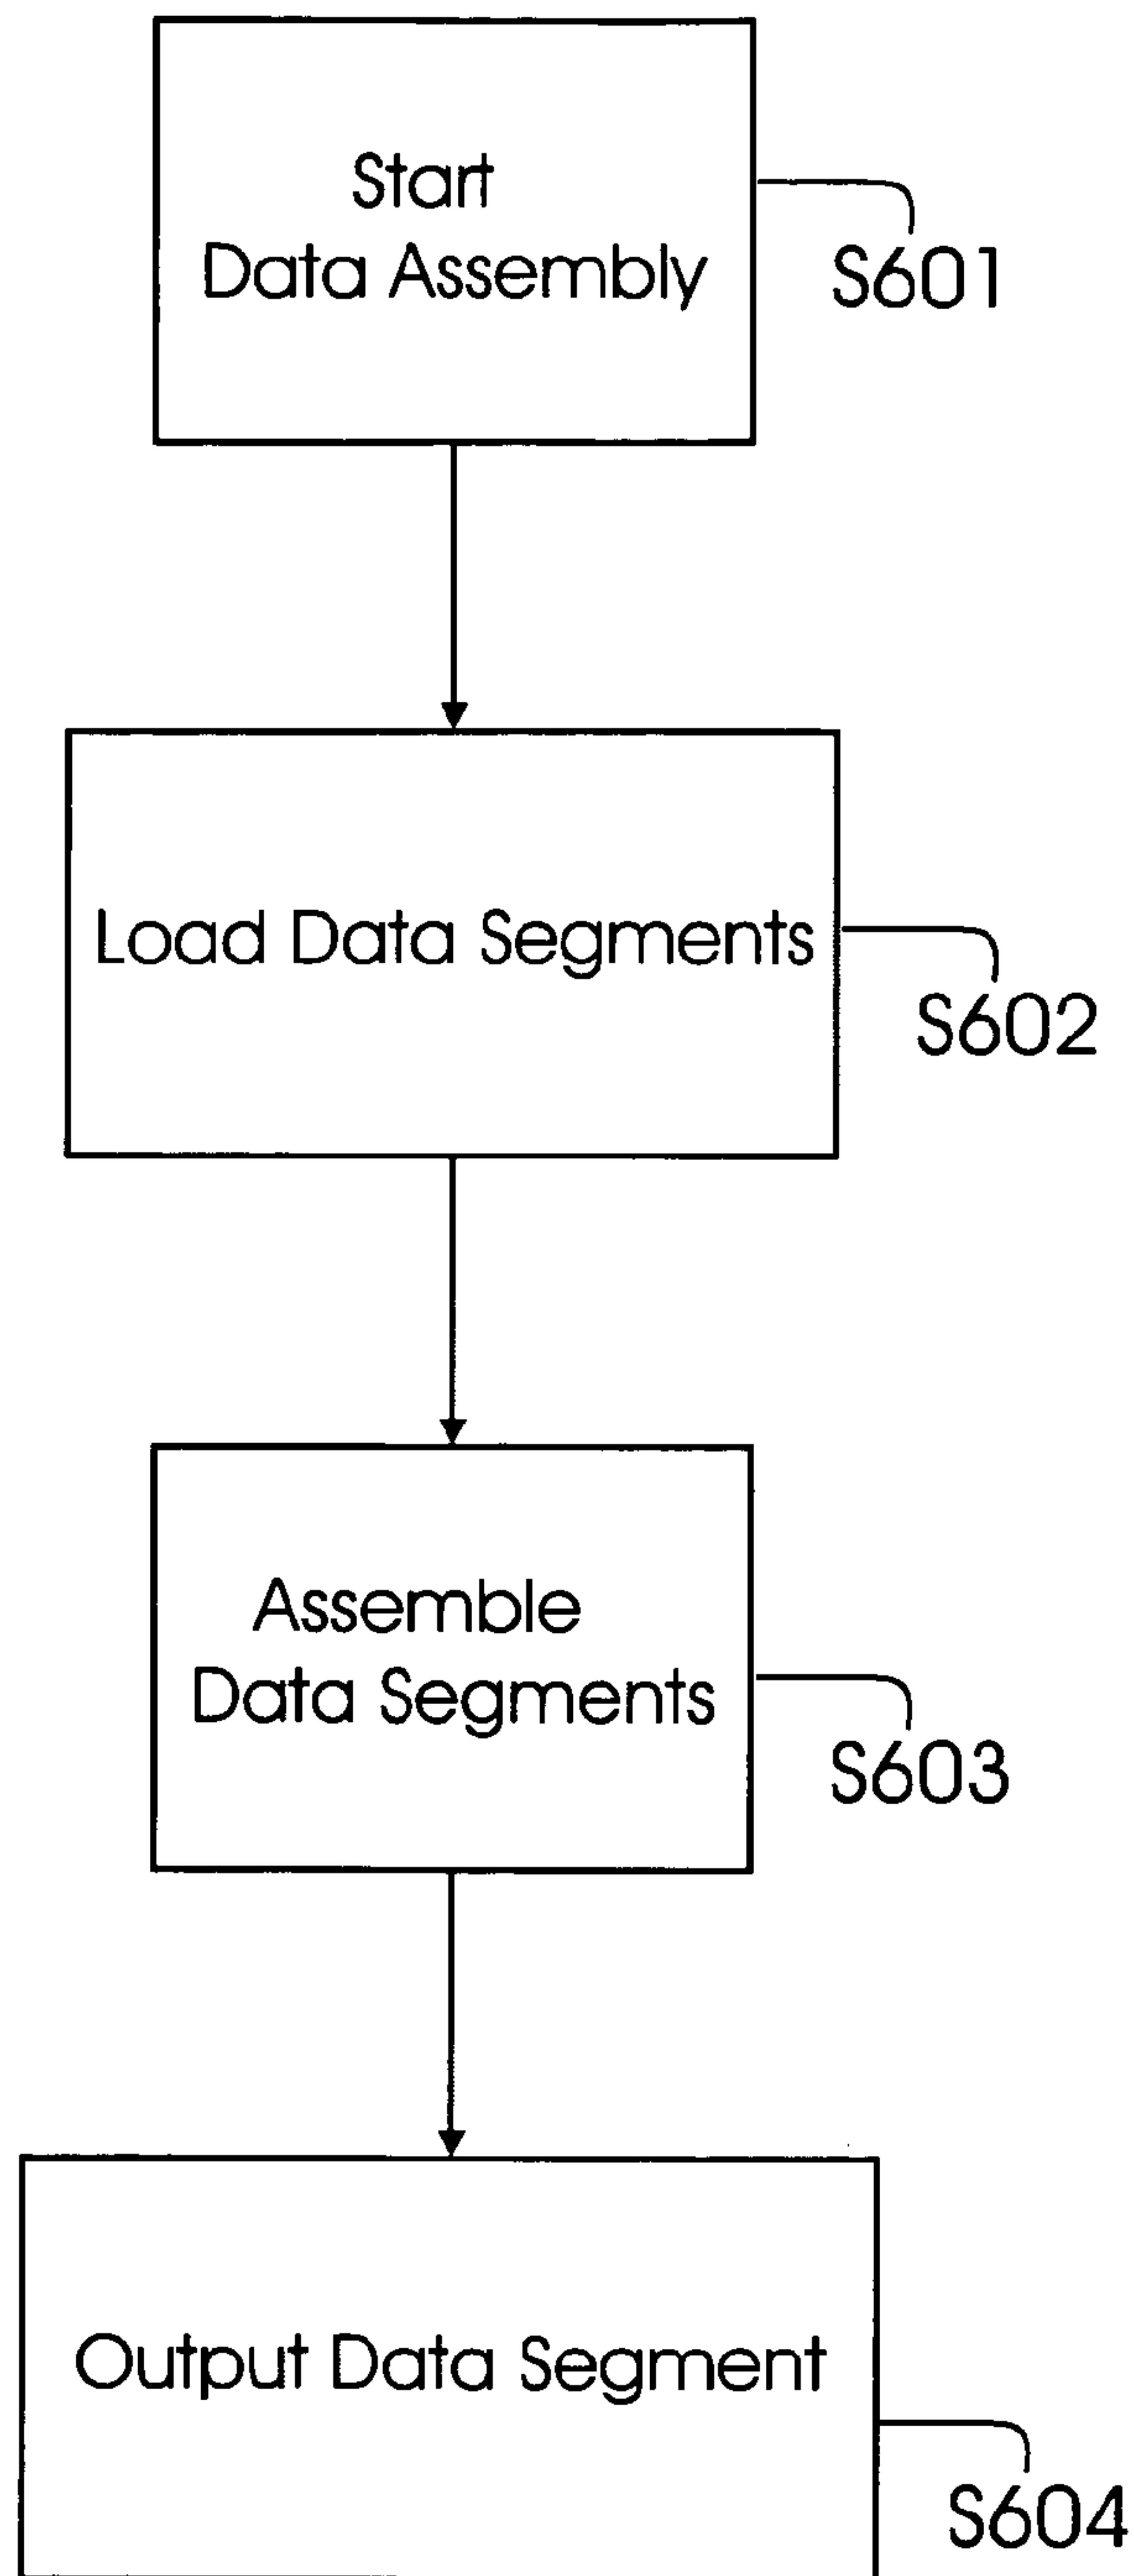 Start
Data Assembly
S601
Load Data Segments
S602
Assemble
Data Segments
S603
Output Data Segment
S604